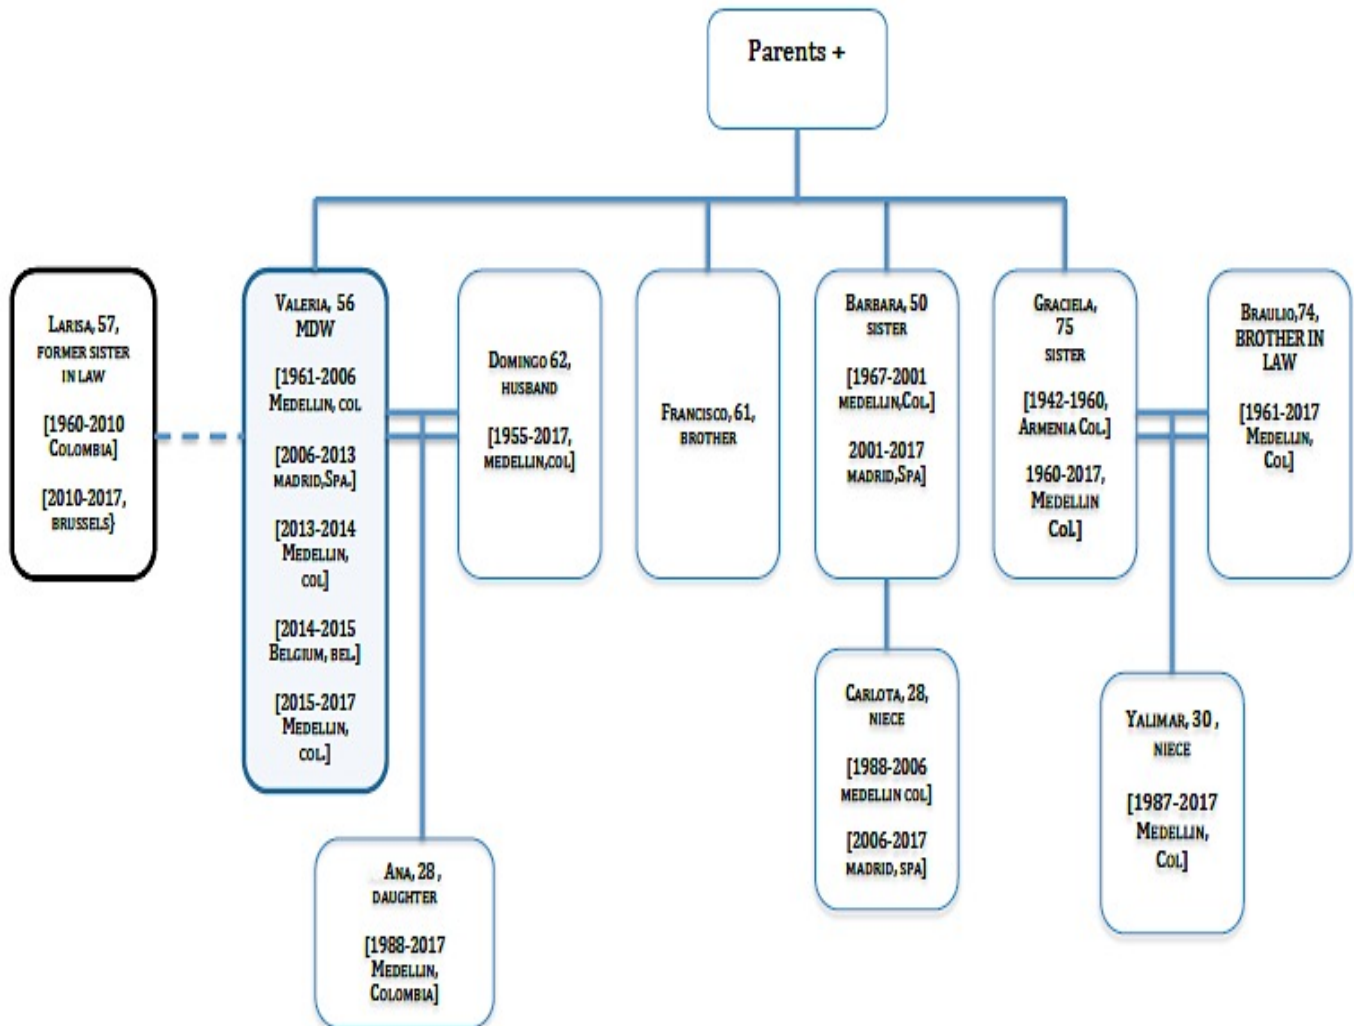 Parents +
Larisa, 57,
former sister
in law
[1960-2010
Colombia]
[2010-2017,
brussels}
Valeria, 56
MDW
[1961-2006
Medellin, col
[2006-2013
madrid,Spa.]
[2013-2014
Medellin,
col]
[2014-2015
Belgium, bel.]
[2015-2017
Medellin,
col.]
Domingo 62,
husband
[1955-2017,
medellin,col]
Francisco, 61,
brother
Barbara, 50
sister
[1967-2001
medellin,Col.]
2001-2017
madrid,Spa]
Graciela,
75
sister
[1942-1960,
Armenia Col.]
1960-2017,
Medellin
Col.]
Braulio,74,
BROTHER IN
LAW
[1961-2017
Medellin,
Col]
Ana, 28 ,
daughter
[1988-2017
Medellin,
Colombia]
Carlota, 28,
niece
[1988-2006
medellin col]
[2006-2017
madrid, spa]
Yalimar, 30 ,
niece
[1987-2017
Medellin,
Col]